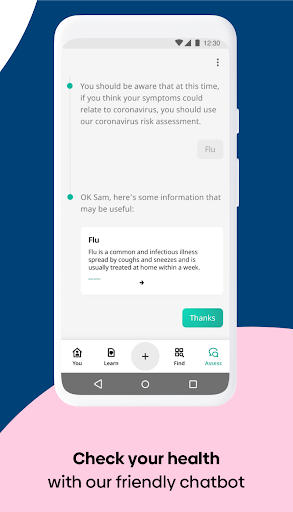 12:30
You should be aware that at this time,
if you think your symptoms could
relate to coronavirus, you should use
our coronavirus risk assessment.
Flu
OK Sam, here's some information that
may be useful:
Flu
Flu is a common and infectious illness
spread by coughs and sneezes and is
usually treated at home within a week.
Thanks
You Learn Find Assess
Check your health
with our friendly chatbot